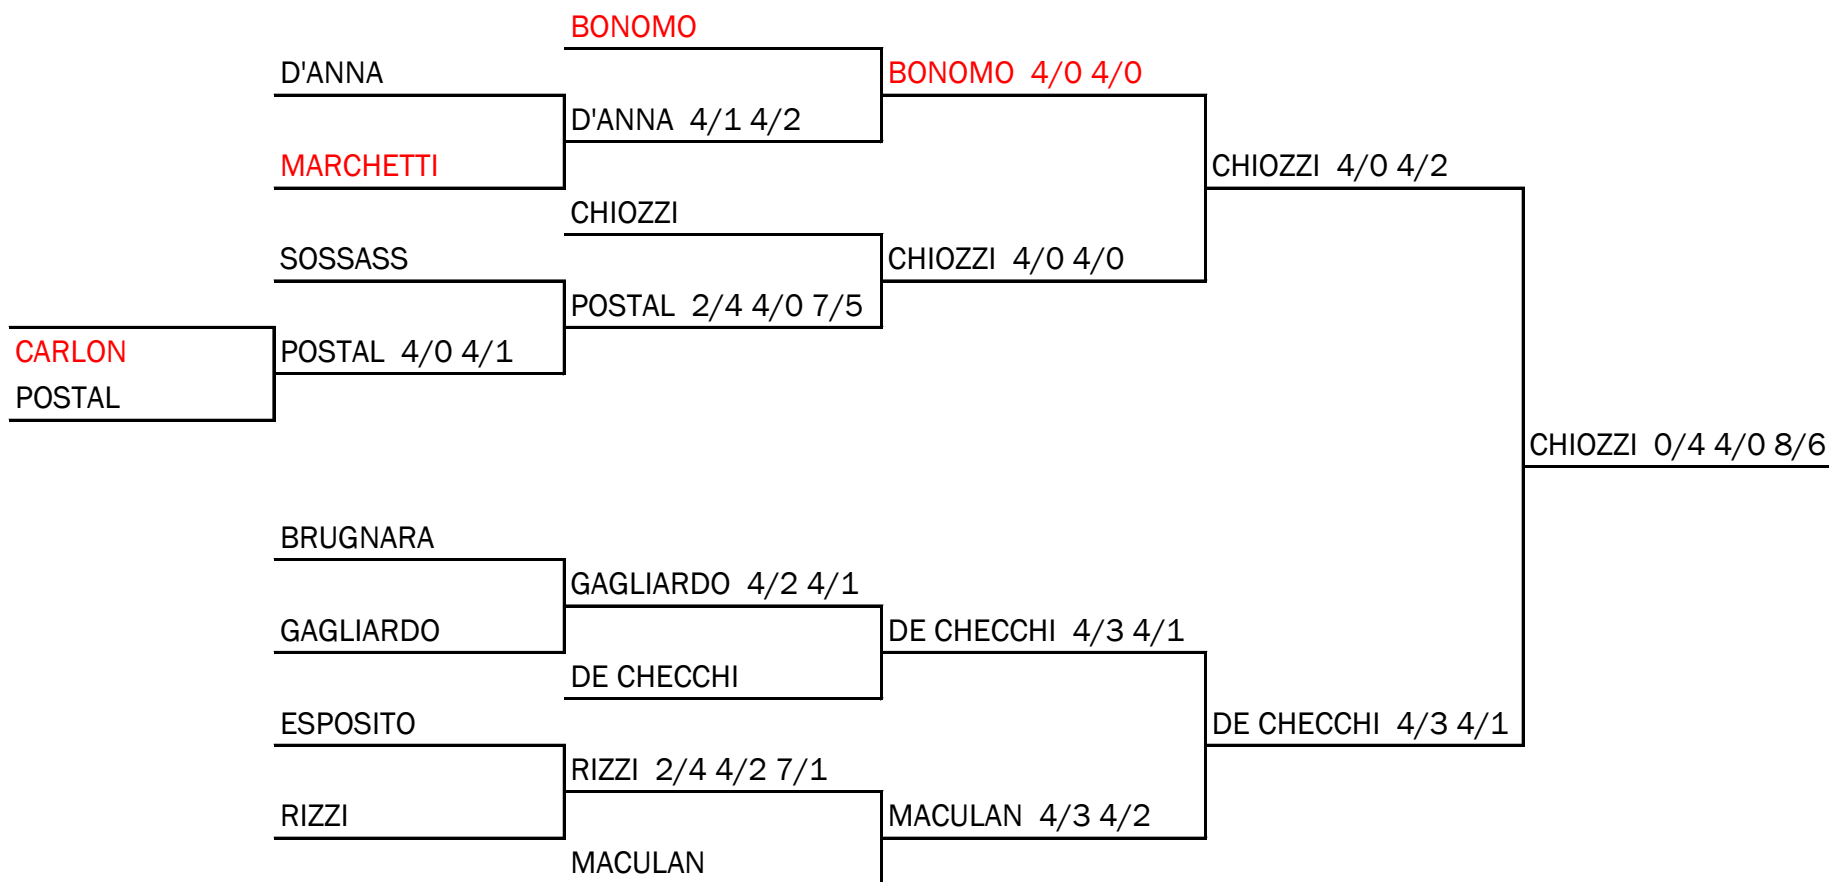 BONOMO
D'ANNA
BONOMO 4/0 4/0
D'ANNA 4/1 4/2
MARCHETTI
CHIOZZI 4/0 4/2
CHIOZZI
SOSSASS
CHIOZZI 4/0 4/0
POSTAL 2/4 4/0 7/5
CARLON
POSTAL 4/0 4/1
POSTAL
CHIOZZI 0/4 4/0 8/6
BRUGNARA
GAGLIARDO 4/2 4/1
GAGLIARDO
DE CHECCHI 4/3 4/1
DE CHECCHI
ESPOSITO
DE CHECCHI 4/3 4/1
RIZZI 2/4 4/2 7/1
RIZZI
MACULAN 4/3 4/2
MACULAN